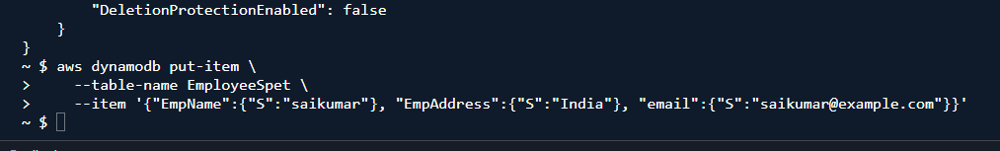 "DeletionProtectionEnabled": false
}
}
~ $ aws dynamodb put-item \
>     --table-name EmployeeSpet \
>     --item '{"EmpName":{"S":"saikumar"}, "EmpAddress":{"S":"India"}, "email":{"S":"saikumar@example.com"}}'
~ $